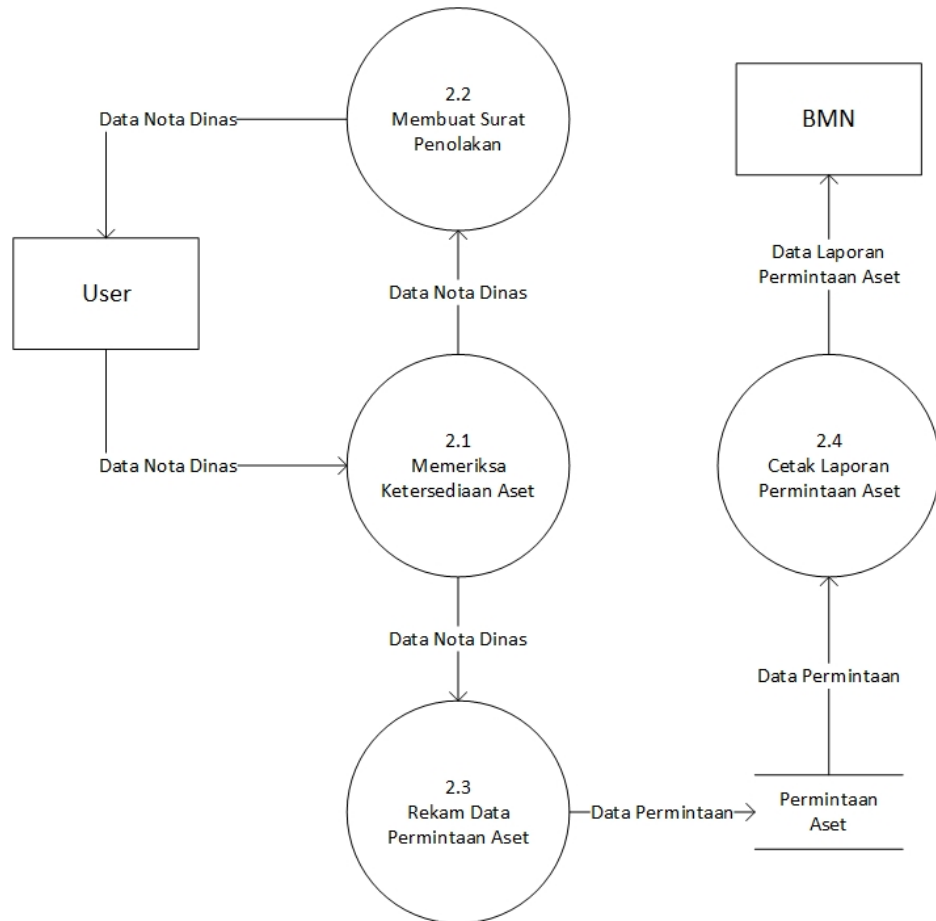 2.2
Membuat Surat
Penolakan
BMN
Data Nota Dinas
Data Laporan
Permintaan Aset
User
Data Nota Dinas
2.1
Memeriksa
Ketersediaan Aset
2.4
Cetak Laporan
Permintaan Aset
Data Nota Dinas
Data Nota Dinas
Data Permintaan
2.3
Rekam Data
Permintaan Aset
Data Permintaan
Permintaan
Aset